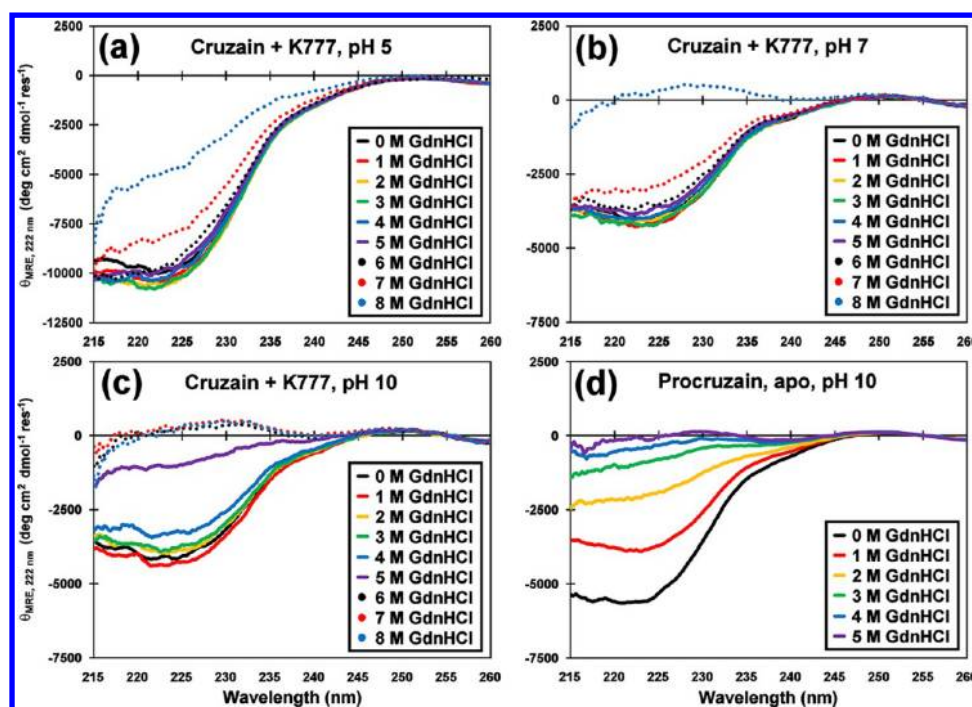 (a) Cruzain + K777, pH 5
2500
0
-2500
-5000
-7500
-10000
-12500
θMRE, 222 nm (deg cm² dmol⁻¹ res⁻¹)
215 220 225 230 235 240 245 250 255 260
0 M GdnHCl
1 M GdnHCl
2 M GdnHCl
3 M GdnHCl
4 M GdnHCl
5 M GdnHCl
6 M GdnHCl
7 M GdnHCl
8 M GdnHCl
(b) Cruzain + K777, pH 7
2500
0
-2500
-5000
-7500
215 220 225 230 235 240 245 250 255 260
0 M GdnHCl
1 M GdnHCl
2 M GdnHCl
3 M GdnHCl
4 M GdnHCl
5 M GdnHCl
6 M GdnHCl
7 M GdnHCl
8 M GdnHCl
(c) Cruzain + K777, pH 10
2500
0
-2500
-5000
-7500
θMRE, 222 nm (deg cm² dmol⁻¹ res⁻¹)
215 220 225 230 235 240 245 250 255 260
Wavelength (nm)
0 M GdnHCl
1 M GdnHCl
2 M GdnHCl
3 M GdnHCl
4 M GdnHCl
5 M GdnHCl
6 M GdnHCl
7 M GdnHCl
8 M GdnHCl
(d) Procruzain, apo, pH 10
2500
0
-2500
-5000
-7500
215 220 225 230 235 240 245 250 255 260
Wavelength (nm)
0 M GdnHCl
1 M GdnHCl
2 M GdnHCl
3 M GdnHCl
4 M GdnHCl
5 M GdnHCl